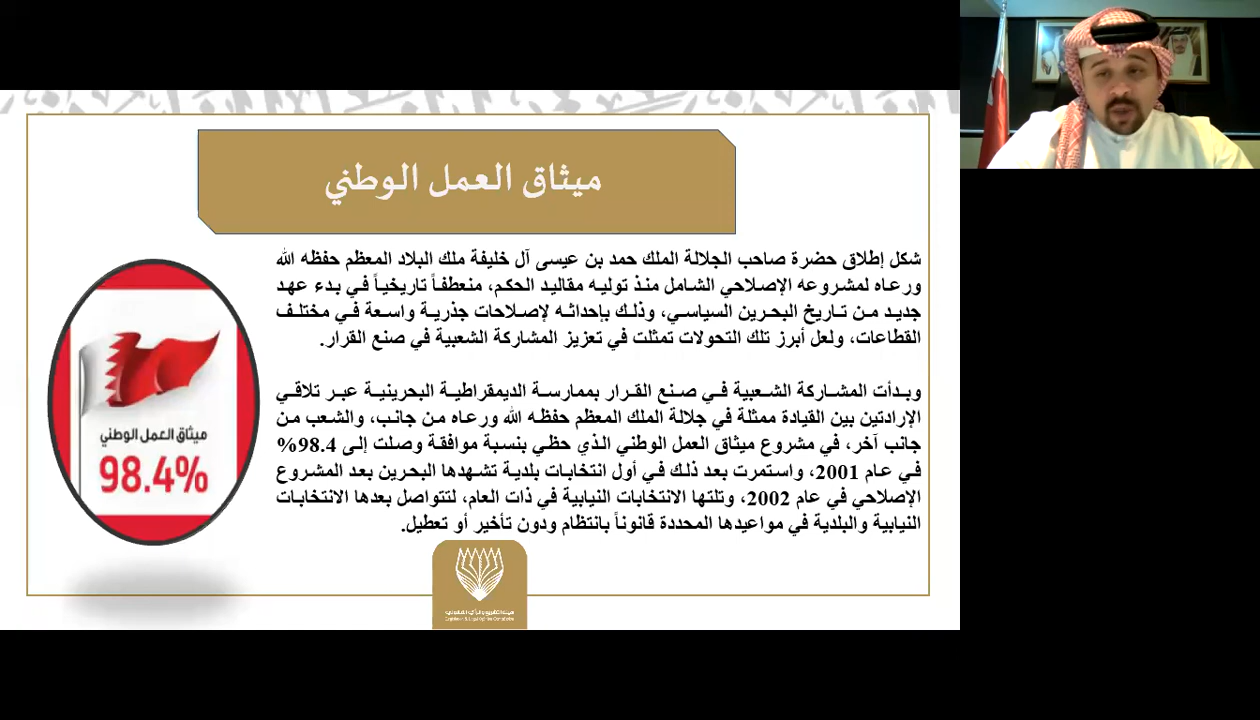 ميثاق العمل الوطني
شكل إطلاق حضرة صاحب الجلالة الملك حمد بن عيسى آل خليفة ملك البلاد المعظم حفظه الله
ورعاه لمشروعه الإصلاحي الشامل منذ توليه مقاليد الحكم، منعطفاً تاريخياً في بدء عهد
جديد من تاريخ البحرين السياسي، وذلك بإحداثه لإصلاحات جذرية واسعة في مختلف
القطاعات، ولعل أبرز تلك التحولات تمثلت في تعزيز المشاركة الشعبية في صنع القرار.
وبدأت المشاركة الشعبية في صنع القرار بممارسة الديمقراطية البحرينية عبر تلاقي
الإرادتين بين القيادة ممثلة في جلالة الملك المعظم حفظه الله ورعاه من جانب، والشعب من
جانب آخر، في مشروع ميثاق العمل الوطني الذي حظي بنسبة موافقة وصلت إلى 98.4%
في عام 2001، واستمرت بعد ذلك في أول انتخابات بلدية تشهدها البحرين بعد المشروع
الإصلاحي في عام 2002، وتلتها الانتخابات النيابية في ذات العام، لتتواصل بعدها الانتخابات
النيابية والبلدية في مواعيدها المحددة قانوناً بانتظام ودون تأخير أو تعطيل.
ميثاق العمل الوطني
98.4%
هيئة التشريع والرأي القانوني